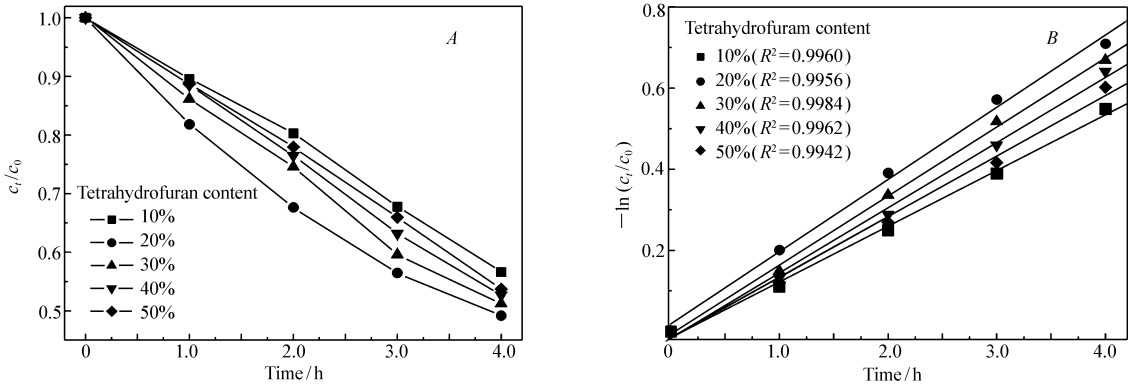 A
1.0
0.9
0.8
0.7
0.6
0.5
c_t/c_0
Tetrahydrofuran content
10%
20%
30%
40%
50%
0 1.0 2.0 3.0 4.0
Time/h
B
0.8
0.6
0.4
0.2
−ln(c_t/c_0)
Tetrahydrofuram content
10%(R²=0.9960)
20%(R²=0.9956)
30%(R²=0.9984)
40%(R²=0.9962)
50%(R²=0.9942)
0 1.0 2.0 3.0 4.0
Time/h